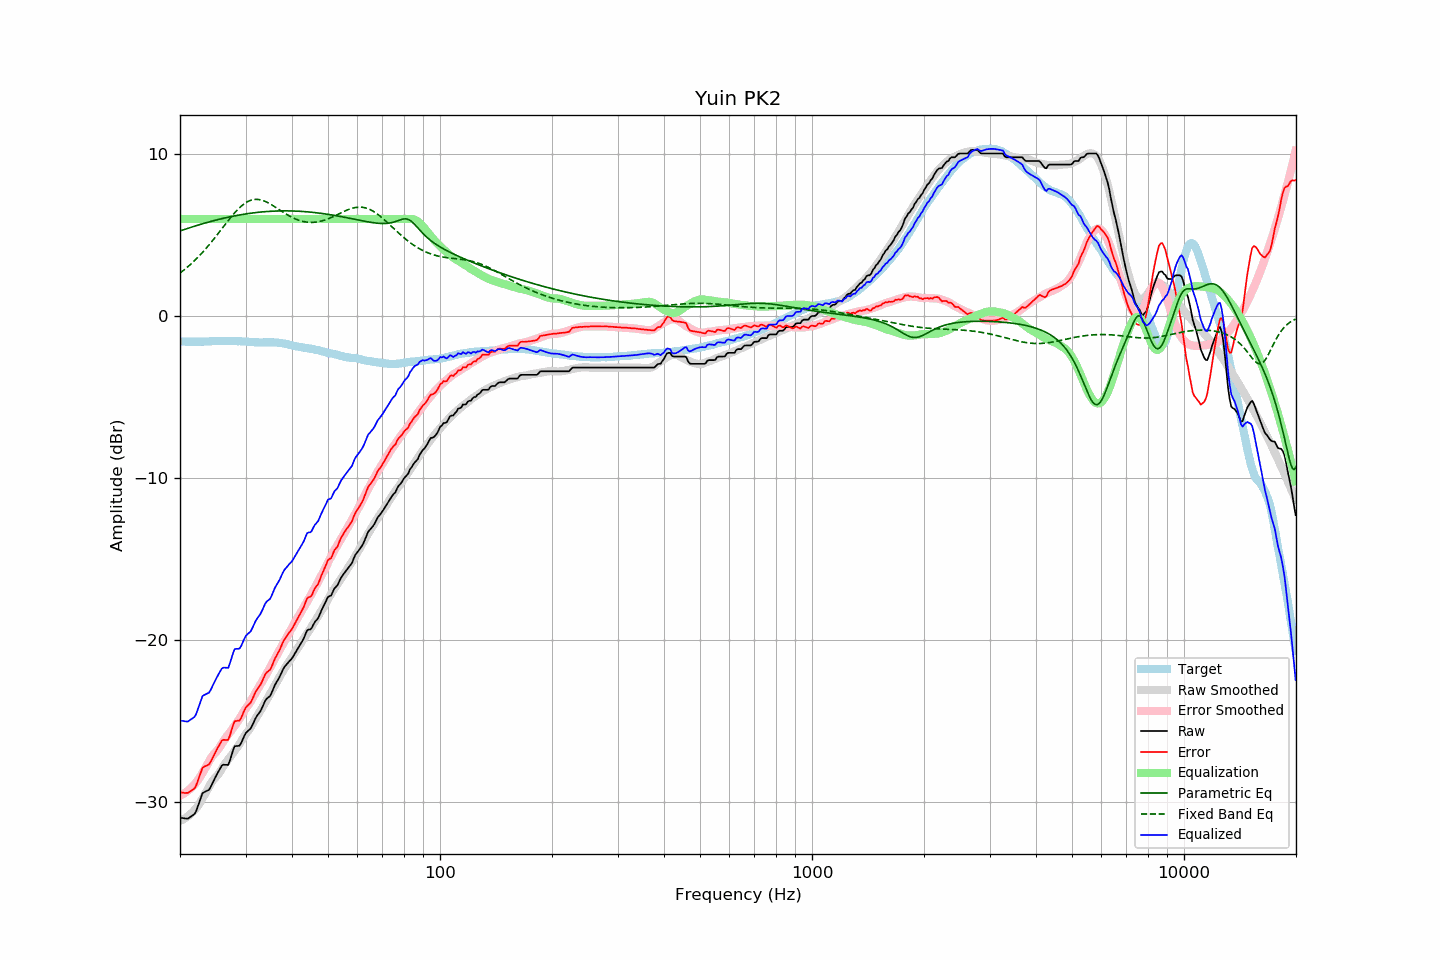 Yuin PK2
10
0
−10
−20
−30
Amplitude (dBr)
100
1000
10000
Frequency (Hz)
Target
Raw Smoothed
Error Smoothed
Raw
Error
Equalization
Parametric Eq
Fixed Band Eq
Equalized